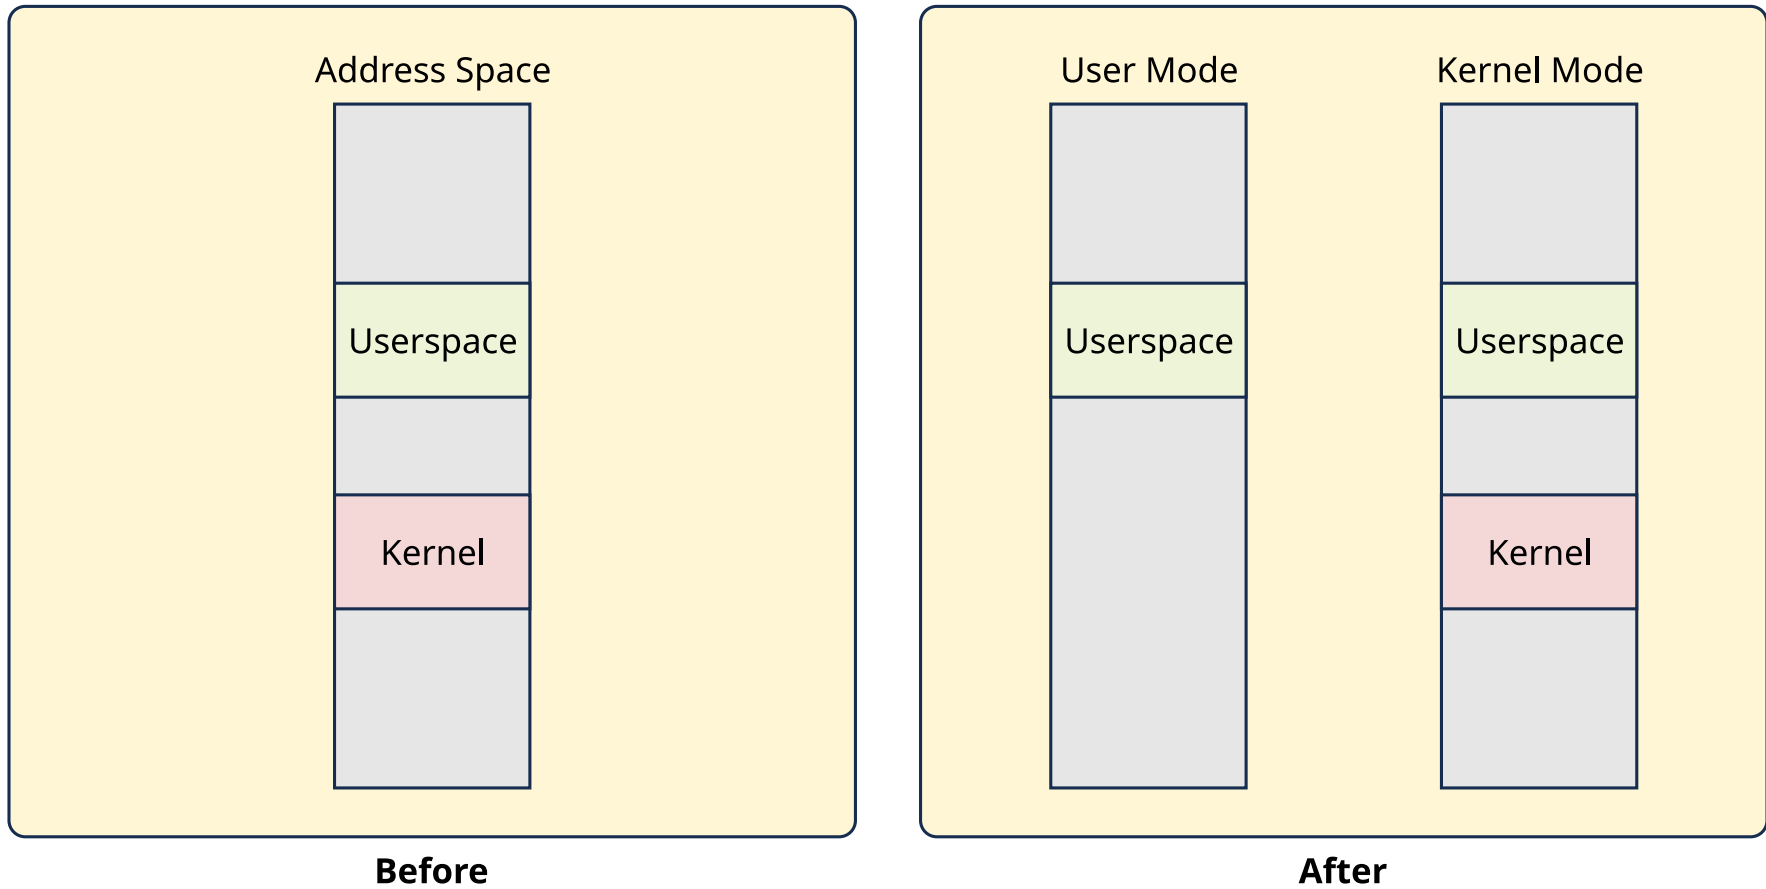 Address Space
Userspace
Kernel
Before
User Mode
Kernel Mode
Userspace
Userspace
Kernel
After